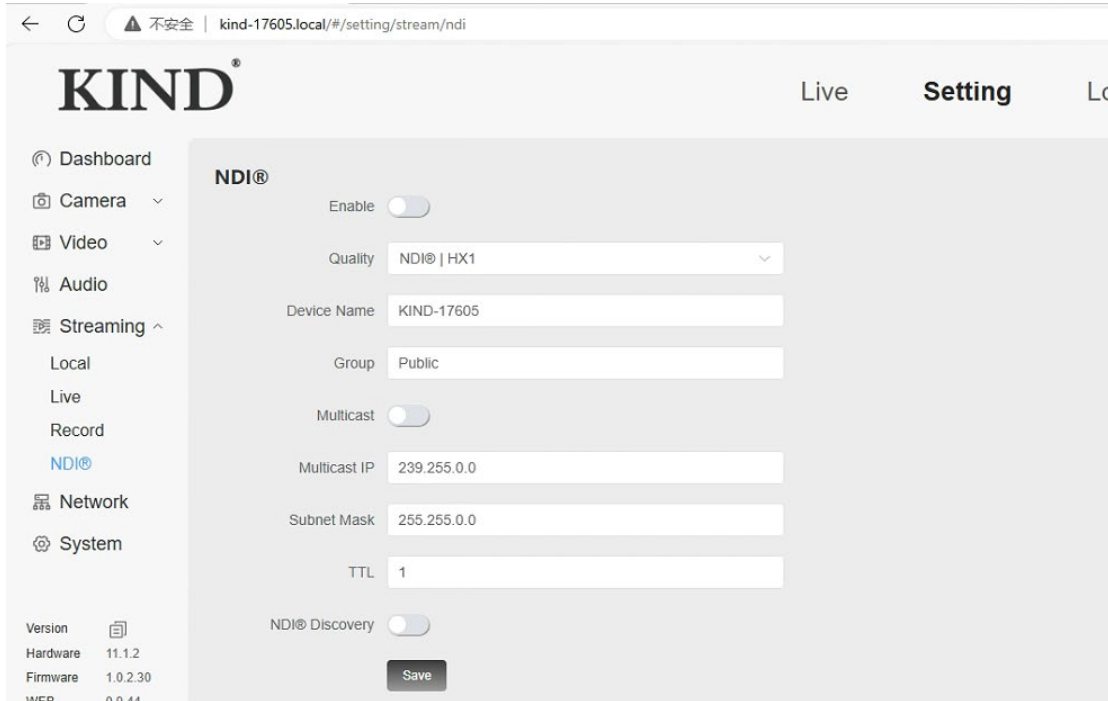 不安全 kind-17605.local/#/setting/stream/ndi
KIND®
Live Setting
Dashboard
Camera
Video
Audio
Streaming
Local
Live
Record
NDI®
Network
System
Version
Hardware 11.1.2
Firmware 1.0.2.30
NDI®
Enable
Quality NDI® | HX1
Device Name KIND-17605
Group Public
Multicast
Multicast IP 239.255.0.0
Subnet Mask 255.255.0.0
TTL 1
NDI® Discovery
Save